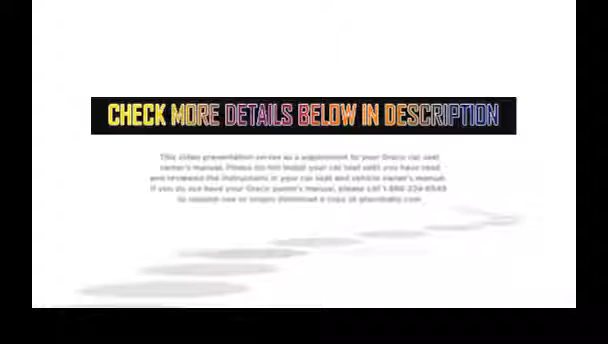 CHECK MORE DETAILS BELOW IN DESCRIPTION
This video presentation serves as a supplement to your Graco car seat
owner's manual. Please do not install your car seat until you have read
and reviewed the instructions in your car seat and vehicle owner's manual.
If you do not have your Graco owner's manual, please call
to request one or simply download a copy at gracobaby.com